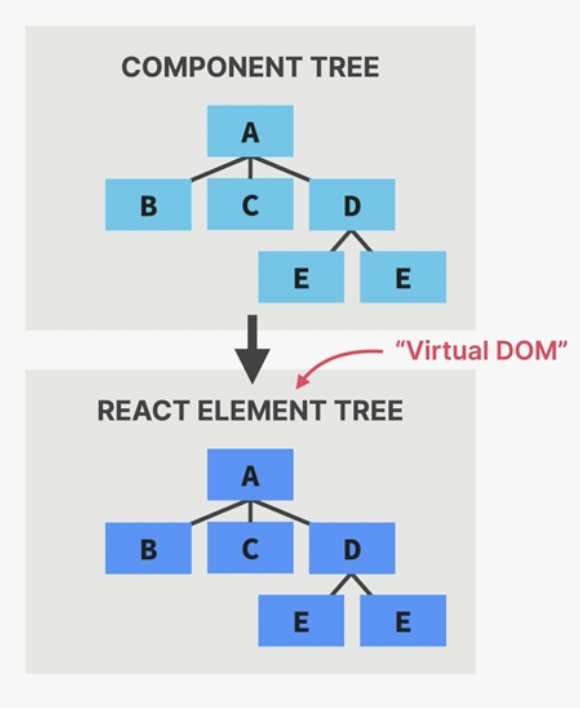 COMPONENT TREE
A
B C D
E E
“Virtual DOM”
REACT ELEMENT TREE
A
B C D
E E